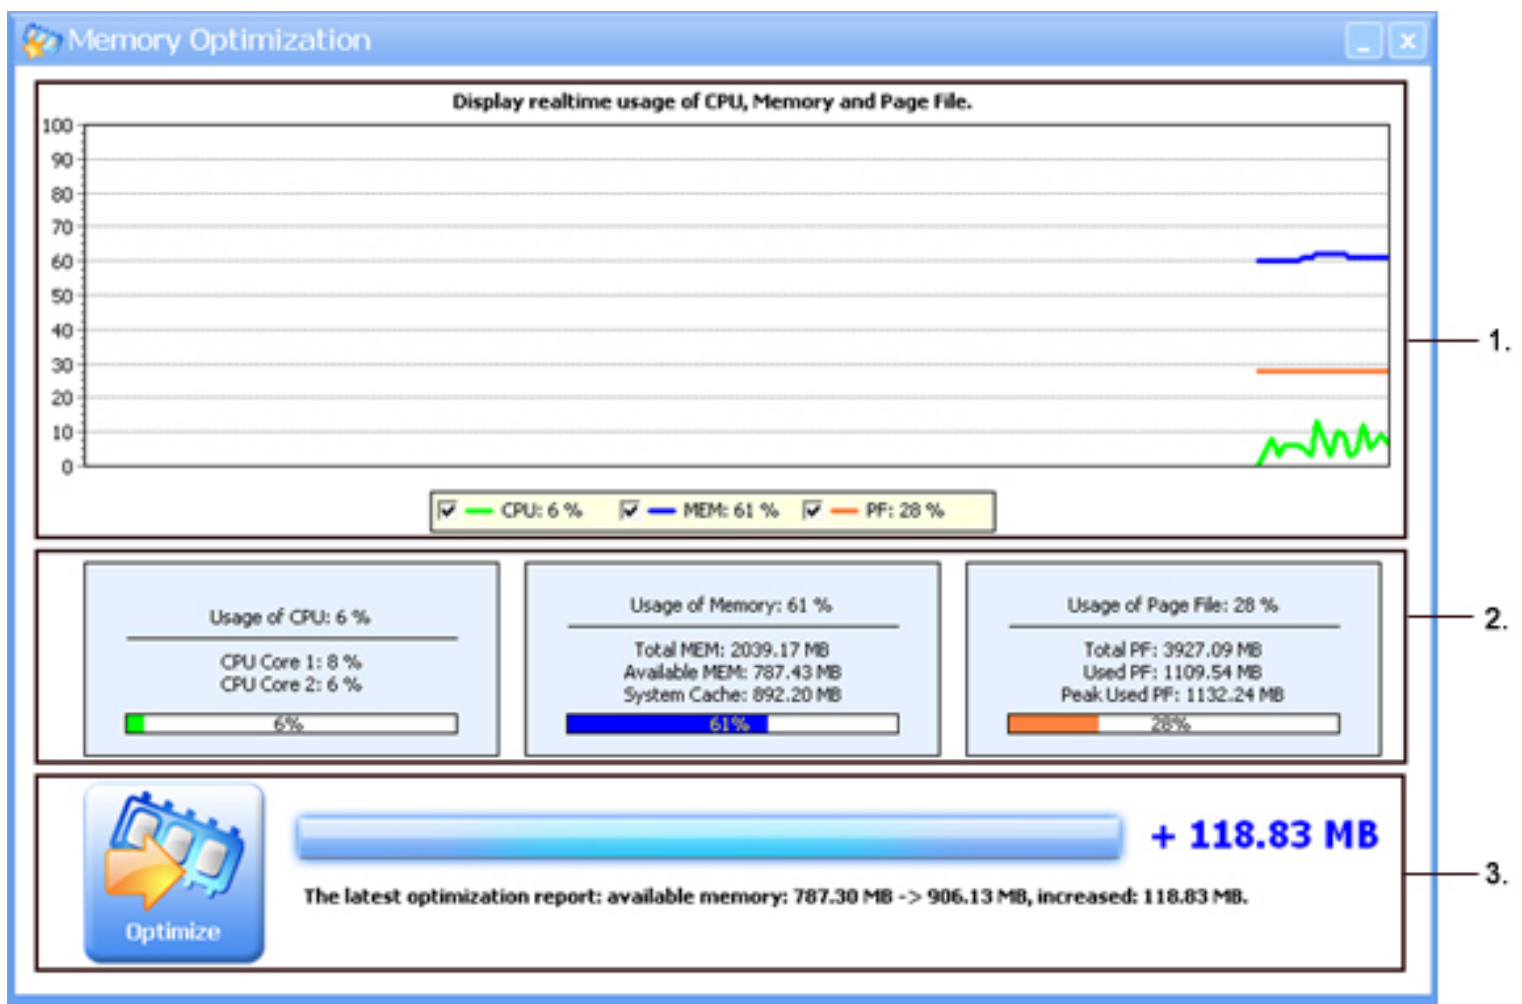 Memory Optimization
Display realtime usage of CPU, Memory and Page File.
100
90
80
70
60
50
40
30
20
10
0
1.
CPU: 6 % MEM: 61 % PF: 28 %
Usage of CPU: 6 %
CPU Core 1: 8 %
CPU Core 2: 6 %
6%
Usage of Memory: 61 %
Total MEM: 2039.17 MB
Available MEM: 787.43 MB
System Cache: 892.20 MB
61%
Usage of Page File: 28 %
Total PF: 3927.09 MB
Used PF: 1109.54 MB
Peak Used PF: 1132.24 MB
28%
2.
Optimize
+ 118.83 MB
The latest optimization report: available memory: 787.30 MB -> 906.13 MB, increased: 118.83 MB.
3.